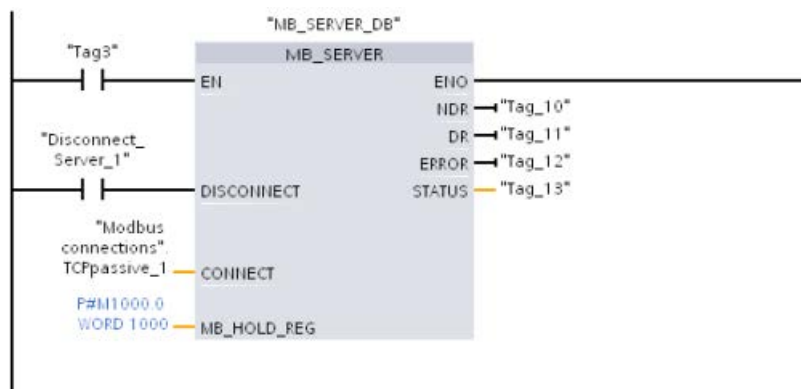 "MB_SERVER_DB"
"Tag3"
MB_SERVER
EN
ENO
NDR
"Tag_10"
DR
"Tag_11"
"Disconnect_
Server_1"
ERROR
"Tag_12"
DISCONNECT
STATUS
"Tag_13"
"Modbus
connections".
TCPpassive_1
CONNECT
P#M1000.0
WORD 1000
MB_HOLD_REG